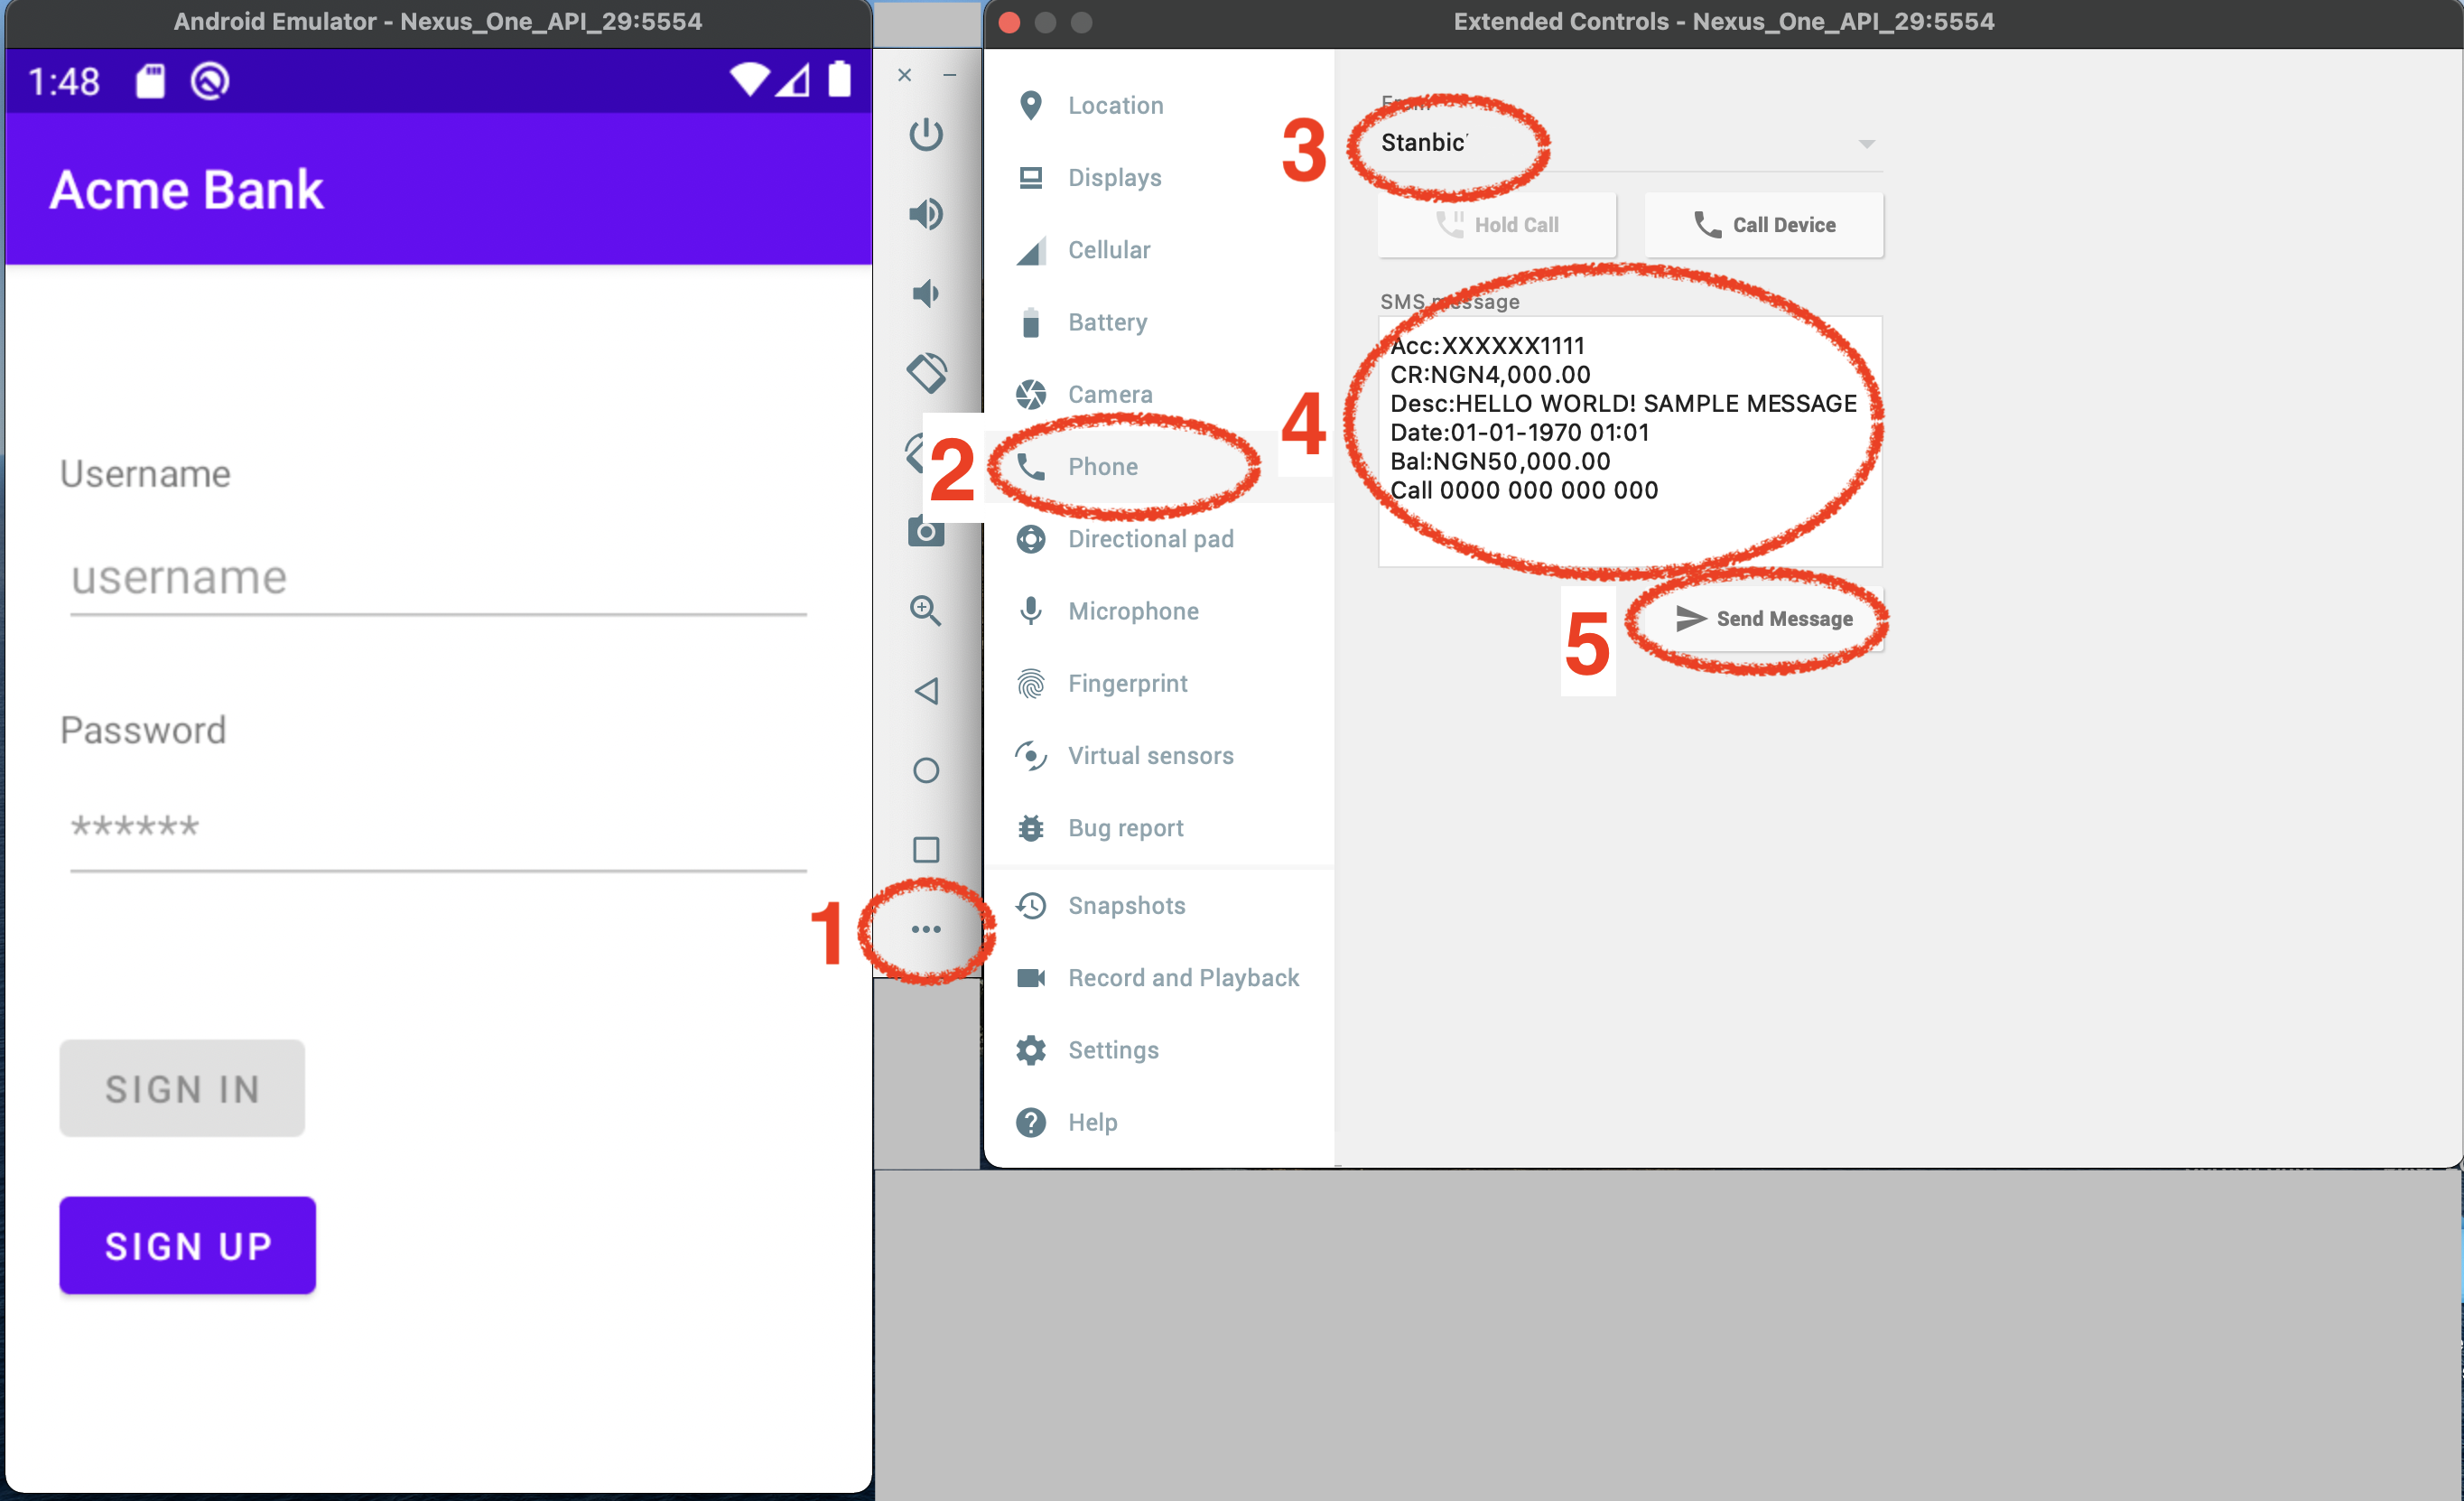 Android Emulator - Nexus_One_API_29:5554
1:48
Acme Bank
Username
username
Password
******
SIGN IN
SIGN UP
1
Extended Controls - Nexus_One_API_29:5554
Location
Displays
Cellular
Battery
Camera
2
Phone
Directional pad
Microphone
Fingerprint
Virtual sensors
Bug report
Snapshots
Record and Playback
Settings
Help
From
3
Stanbic
Hold Call
Call Device
SMS message
4
Acc:XXXXXX1111
CR:NGN4,000.00
Desc:HELLO WORLD! SAMPLE MESSAGE
Date:01-01-1970 01:01
Bal:NGN50,000.00
Call 0000 000 000 000
5
Send Message